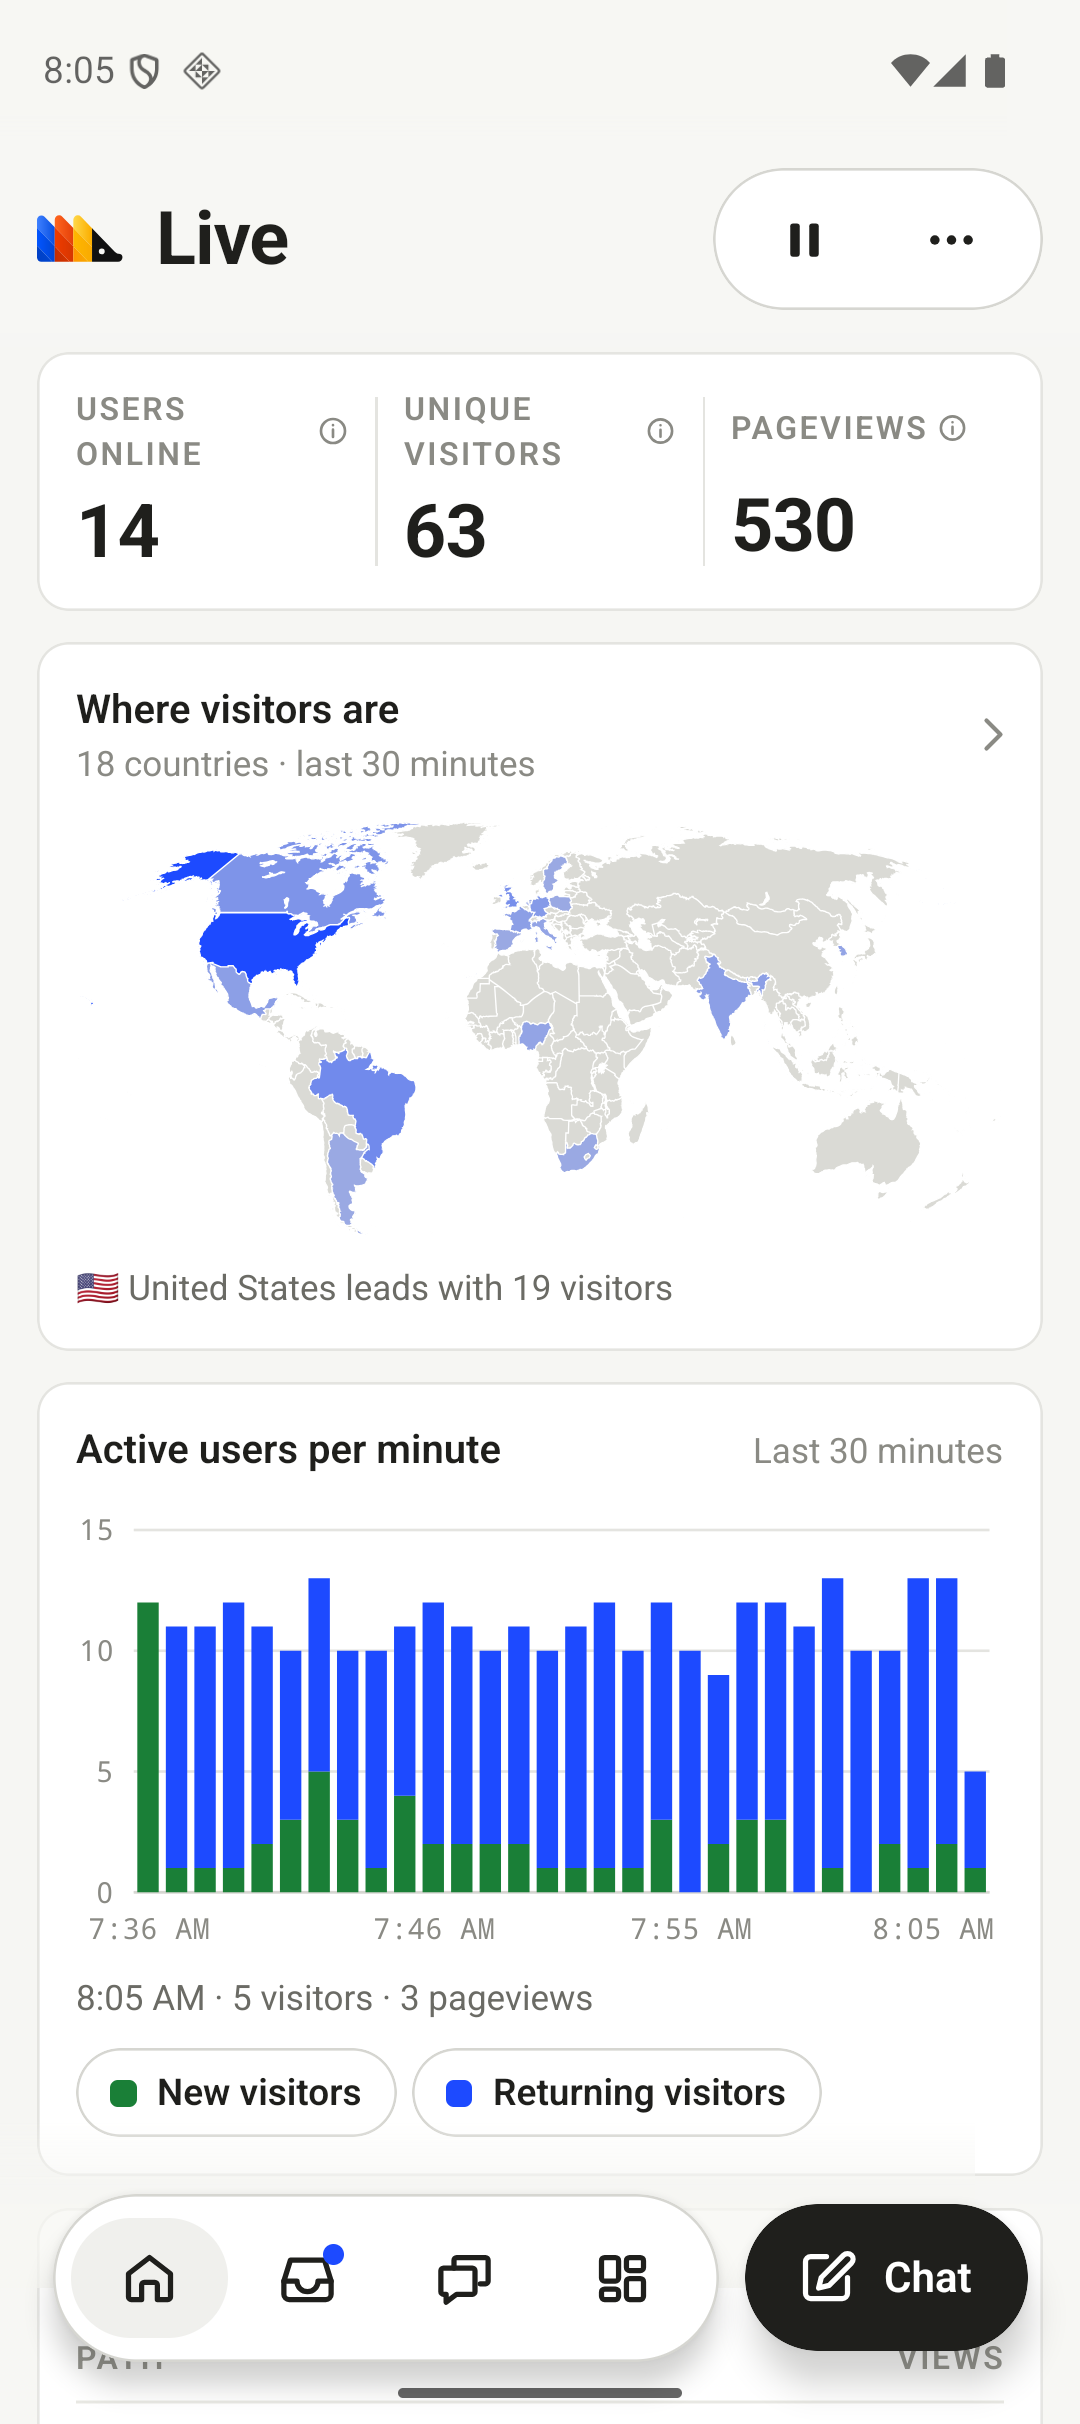 8:05
Live
USERS ONLINE
14
UNIQUE VISITORS
63
PAGEVIEWS
530
Where visitors are
18 countries · last 30 minutes
🇺🇸 United States leads with 19 visitors
Active users per minute
Last 30 minutes
15
10
5
0
7:36 AM
7:46 AM
7:55 AM
8:05 AM
8:05 AM · 5 visitors · 3 pageviews
New visitors
Returning visitors
Chat
PATH
VIEWS